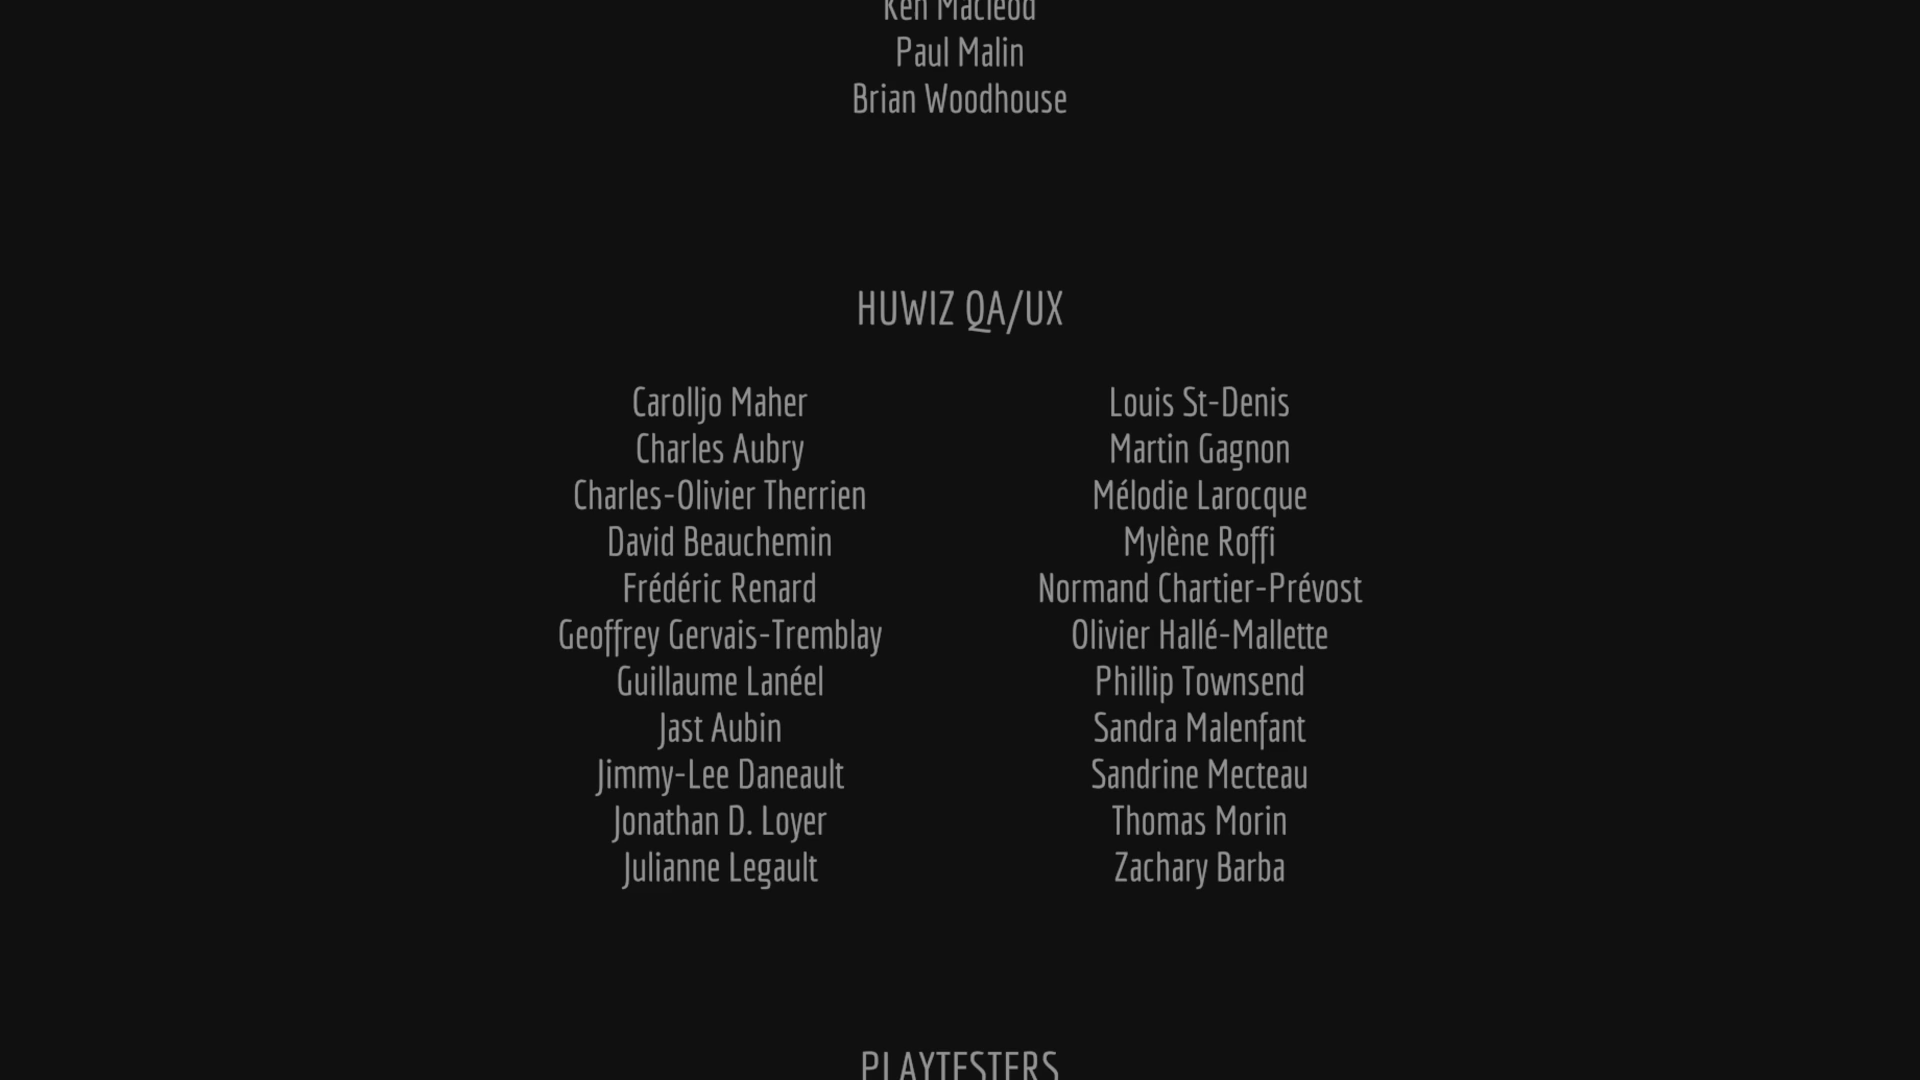 Ken Macleod
Paul Malin
Brian Woodhouse
HUWIZ QA/UX
Carolljo Maher
Charles Aubry
Charles-Olivier Therrien
David Beauchemin
Frédéric Renard
Geoffrey Gervais-Tremblay
Guillaume Lanéel
Jast Aubin
Jimmy-Lee Daneault
Jonathan D. Loyer
Julianne Legault
Louis St-Denis
Martin Gagnon
Mélodie Larocque
Mylène Roffi
Normand Chartier-Prévost
Olivier Hallé-Mallette
Phillip Townsend
Sandra Malenfant
Sandrine Mecteau
Thomas Morin
Zachary Barba
PLAYTESTERS